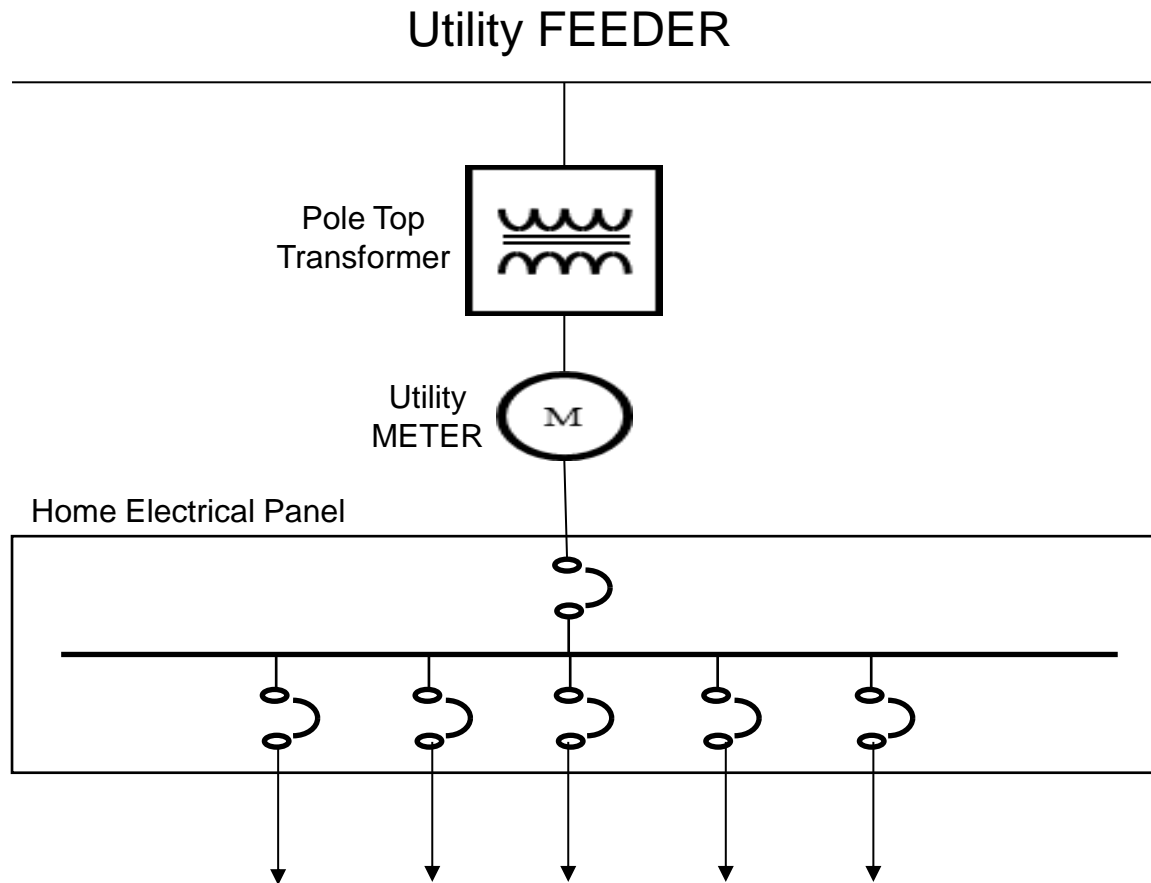 Utility FEEDER
Pole Top
Transformer
Utility
METER
M
Home Electrical Panel